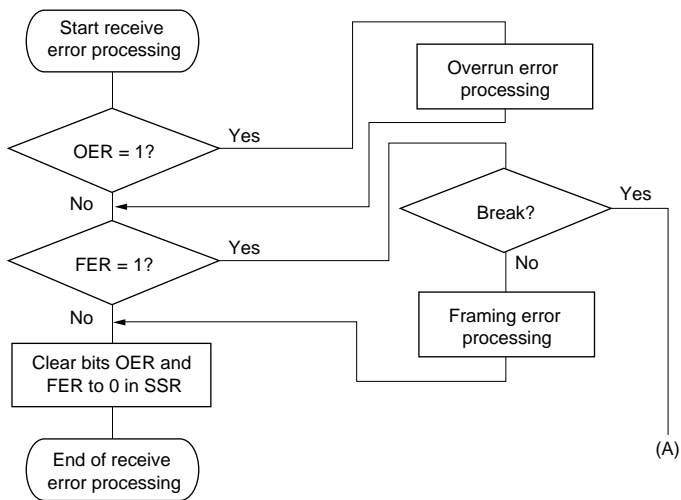 Start receive
error processing
Overrun error
processing
Yes
OER = 1?
No
Yes
Break?
Yes
FER = 1?
No
No
Framing error
processing
Clear bits OER and
FER to 0 in SSR
(A)
End of receive
error processing